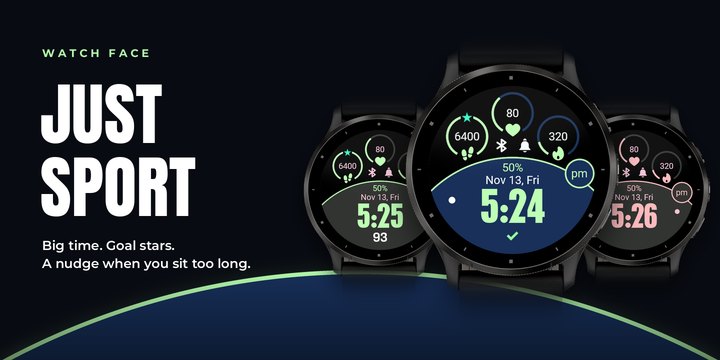 WATCH FACE
JUST
SPORT
Big time. Goal stars.
A nudge when you sit too long.
80
6400
50%
Nov 13, Fri
5:25
93
80
6400
320
50%
Nov 13, Fri
pm
5:24
80
320
50%
Nov 13, Fri
pm
5:26